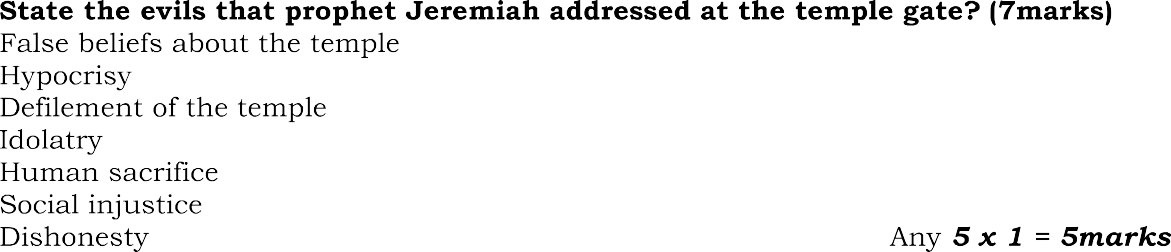 State the evils that prophet Jeremiah addressed at the temple gate? (7marks)
False beliefs about the temple
Hypocrisy
Defilement of the temple
Idolatry
Human sacrifice
Social injustice
Dishonesty Any 5 x 1 = 5marks